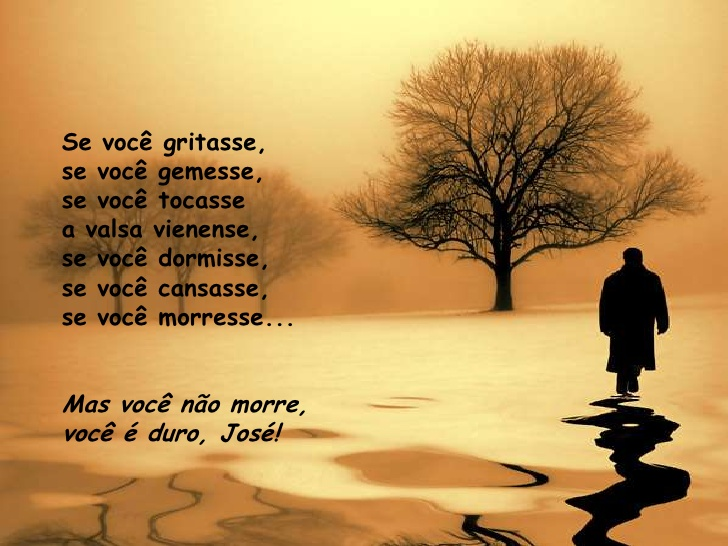 Se você gritasse,
se você gemesse,
se você tocasse
a valsa vienense,
se você dormisse,
se você cansasse,
se você morresse...
Mas você não morre,
você é duro, José!